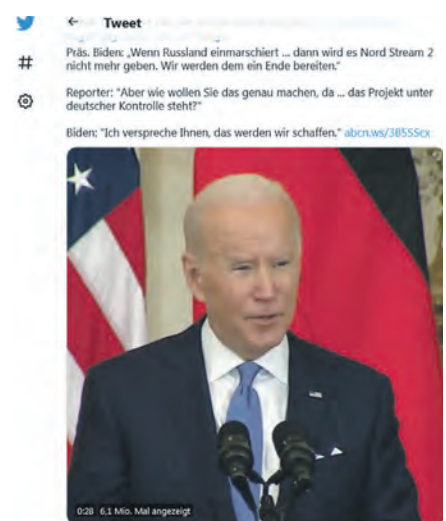 ← Tweet
Präs. Biden: „Wenn Russland einmarschiert ... dann wird es Nord Stream 2
nicht mehr geben. Wir werden dem ein Ende bereiten."
Reporter: "Aber wie wollen Sie das genau machen, da ... das Projekt unter
deutscher Kontrolle steht?"
Biden: "Ich verspreche Ihnen, das werden wir schaffen." abcn.ws/3B5SScx
0:28 6,1 Mio. Mal angezeigt